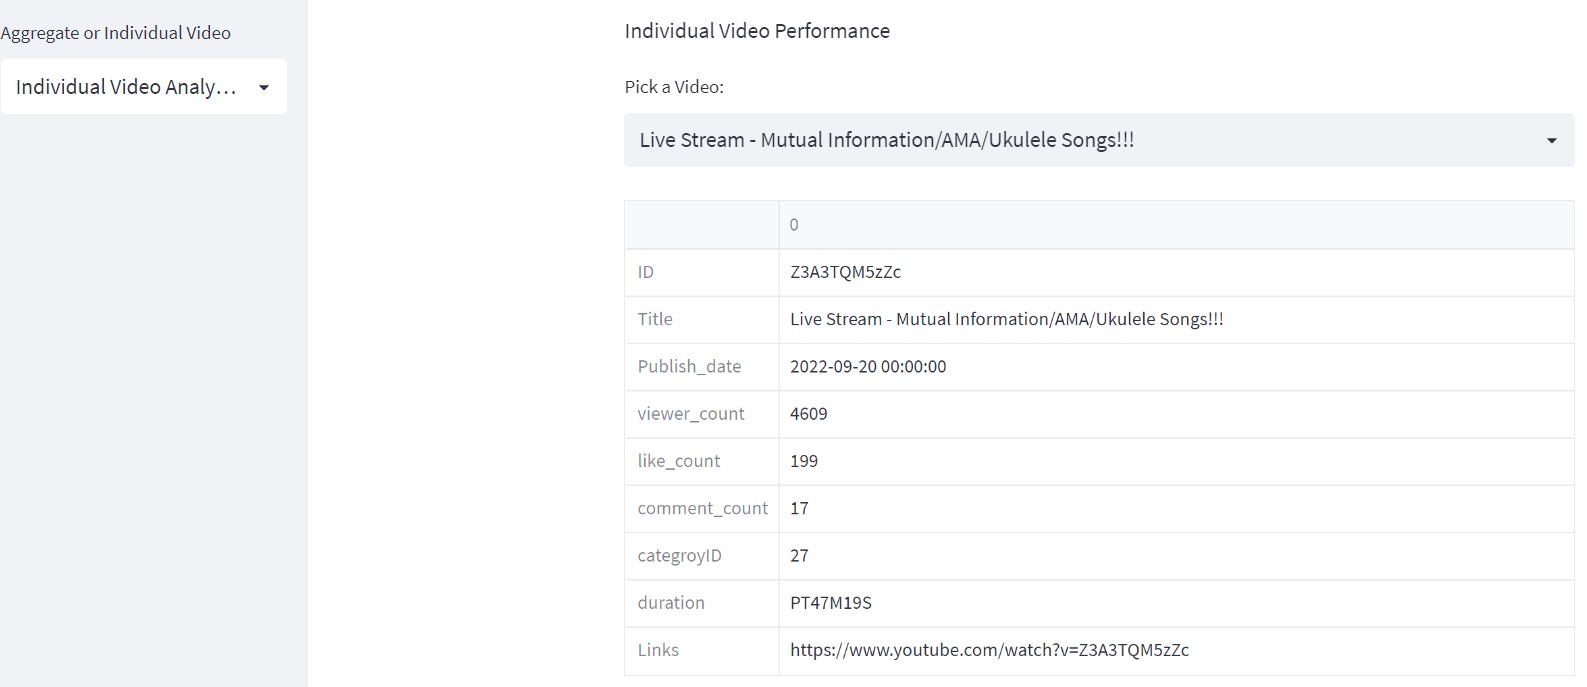 Aggregate or Individual Video
Individual Video Analy...
Individual Video Performance
Pick a Video:
Live Stream - Mutual Information/AMA/Ukulele Songs!!!
0
ID Z3A3TQM5zZc
Title Live Stream - Mutual Information/AMA/Ukulele Songs!!!
Publish_date 2022-09-20 00:00:00
viewer_count 4609
like_count 199
comment_count 17
categroyID 27
duration PT47M19S
Links https://www.youtube.com/watch?v=Z3A3TQM5zZc